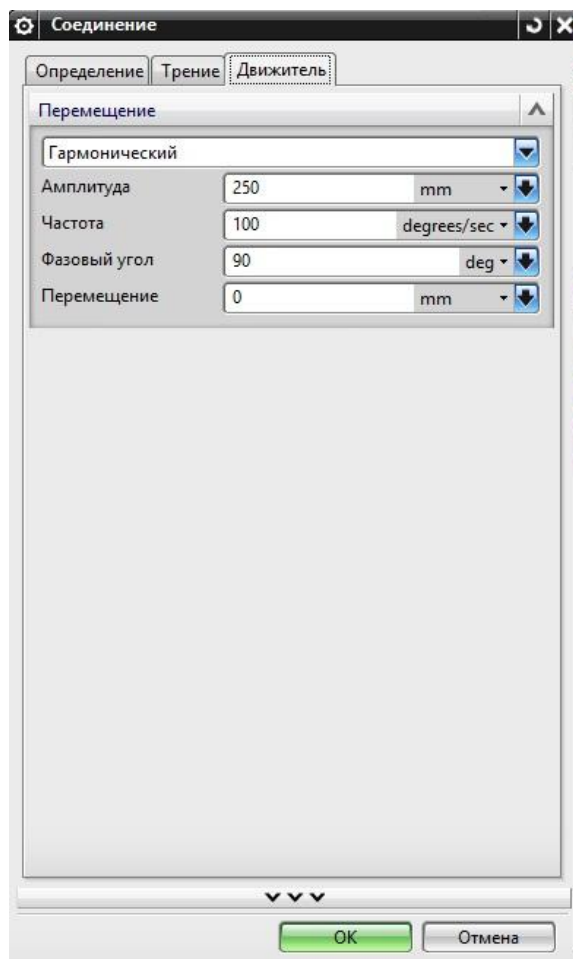 Соединение
Определение Трение Движитель
Перемещение
Гармонический
Амплитуда 250 mm
Частота 100 degrees/sec
Фазовый угол 90 deg
Перемещение 0 mm
OK Отмена